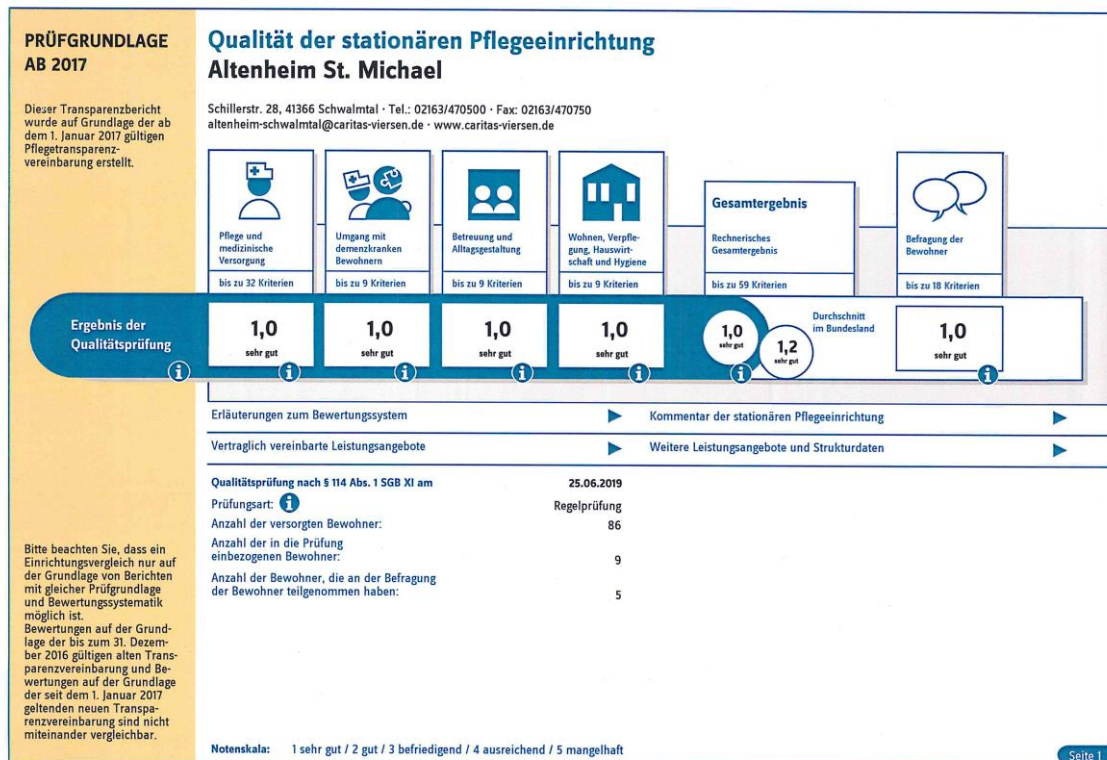 PRÜFGRUNDLAGE
AB 2017
Dieser Transparenzbericht
wurde auf Grundlage der ab
dem 1. Januar 2017 gültigen
Pflegetransparenz-
vereinbarung erstellt.
Bitte beachten Sie, dass ein
Einrichtungsvergleich nur auf
der Grundlage von Berichten
mit gleicher Prüfgrundlage
und Bewertungssystematik
möglich ist.
Bewertungen auf der Grund-
lage der bis zum 31. Dezem-
ber 2016 gültigen alten Trans-
parenzvereinbarung und Be-
wertungen auf der Grundlage
der seit dem 1. Januar 2017
geltenden neuen Transpa-
renzvereinbarung sind nicht
miteinander vergleichbar.
Qualität der stationären Pflegeeinrichtung
Altenheim St. Michael
Schillerstr. 28, 41366 Schwalmtal · Tel.: 02163/470500 · Fax: 02163/470750
altenheim-schwalmtal@caritas-viersen.de · www.caritas-viersen.de
Pflege und
medizinische
Versorgung
bis zu 32 Kriterien
Umgang mit
demenzkranken
Bewohnern
bis zu 9 Kriterien
Betreuung und
Alltagsgestaltung
bis zu 9 Kriterien
Wohnen, Verpfle-
gung, Hauswirt-
schaft und Hygiene
bis zu 9 Kriterien
Gesamtergebnis
Rechnerisches
Gesamtergebnis
bis zu 59 Kriterien
Befragung der
Bewohner
bis zu 18 Kriterien
Ergebnis der
Qualitätsprüfung
i
1,0
sehr gut
i
1,0
sehr gut
i
1,0
sehr gut
i
1,0
sehr gut
i
1,0
sehr gut
i
1,2
sehr gut
Durchschnitt
im Bundesland
1,0
sehr gut
i
Erläuterungen zum Bewertungssystem
Kommentar der stationären Pflegeeinrichtung
Vertraglich vereinbarte Leistungsangebote
Weitere Leistungsangebote und Strukturdaten
Qualitätsprüfung nach § 114 Abs. 1 SGB XI am 25.06.2019
Prüfungsart: i Regelprüfung
Anzahl der versorgten Bewohner: 86
Anzahl der in die Prüfung
einbezogenen Bewohner: 9
Anzahl der Bewohner, die an der Befragung
der Bewohner teilgenommen haben: 5
Notenskala: 1 sehr gut / 2 gut / 3 befriedigend / 4 ausreichend / 5 mangelhaft
Seite 1